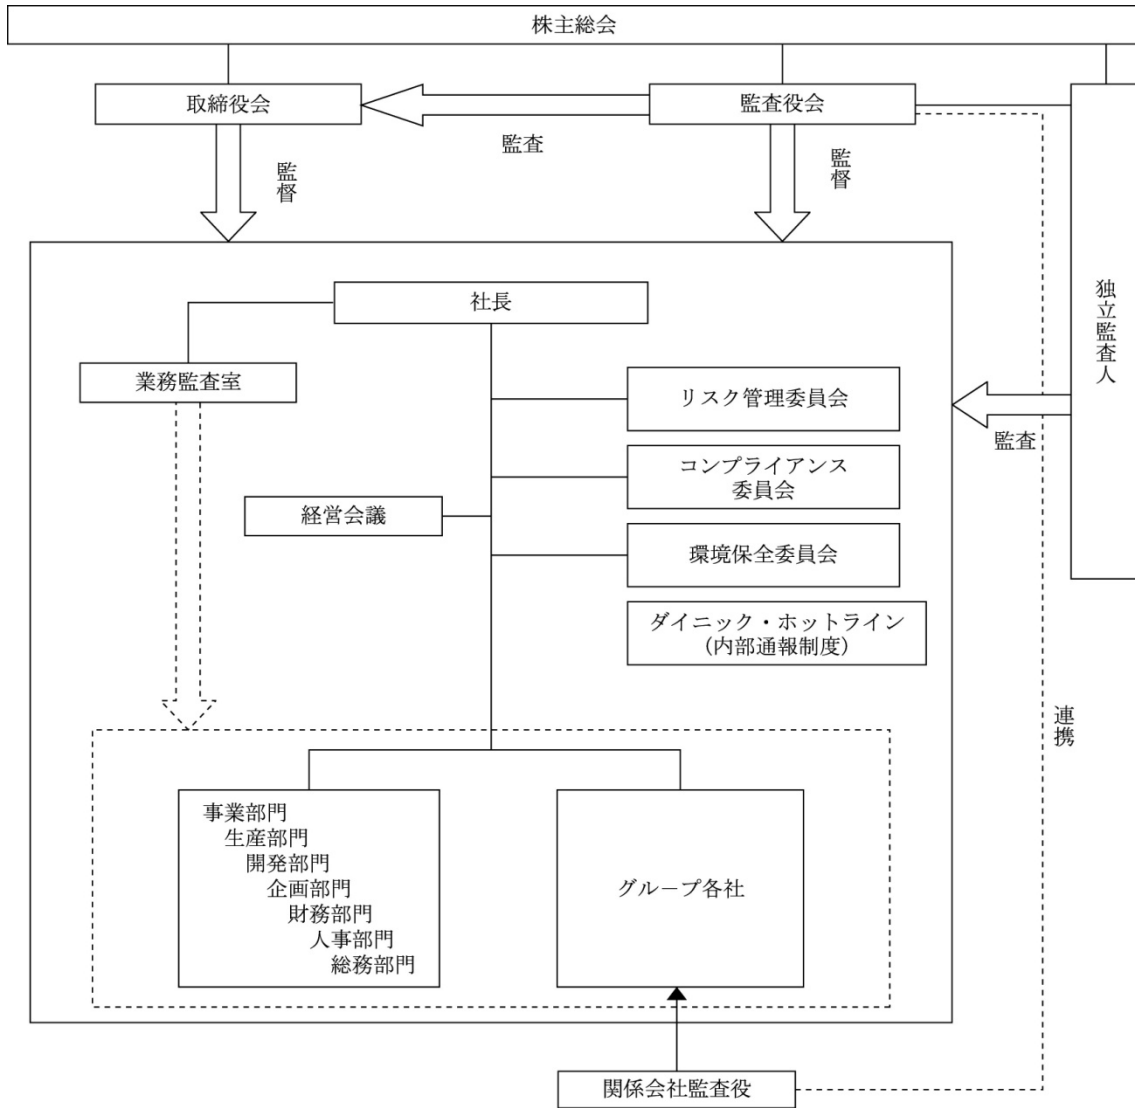 株主総会
取締役会
監査役会
監査
監督
監督
独立監査人
社長
業務監査室
リスク管理委員会
監査
コンプライアンス
委員会
経営会議
環境保全委員会
ダイニック・ホットライン
（内部通報制度）
連携
事業部門
生産部門
開発部門
企画部門
財務部門
人事部門
総務部門
グループ各社
関係会社監査役